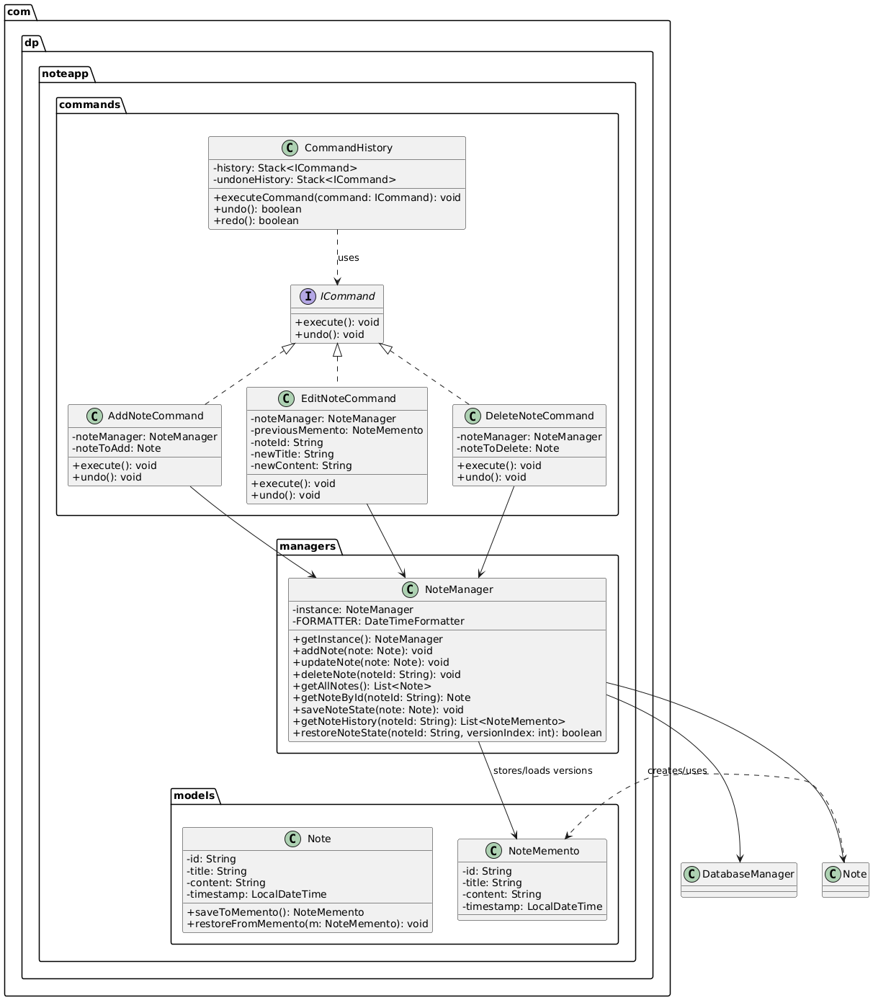 com
dp
noteapp
commands
C CommandHistory
-history: Stack<ICommand>
-undoneHistory: Stack<ICommand>
+executeCommand(command: ICommand): void
+undo(): boolean
+redo(): boolean
uses
I ICommand
+execute(): void
+undo(): void
C AddNoteCommand
-noteManager: NoteManager
-noteToAdd: Note
+execute(): void
+undo(): void
C EditNoteCommand
-noteManager: NoteManager
-previousMemento: NoteMemento
-noteId: String
-newTitle: String
-newContent: String
+execute(): void
+undo(): void
C DeleteNoteCommand
-noteManager: NoteManager
-noteToDelete: Note
+execute(): void
+undo(): void
managers
C NoteManager
-instance: NoteManager
-FORMATTER: DateTimeFormatter
+getInstance(): NoteManager
+addNote(note: Note): void
+updateNote(note: Note): void
+deleteNote(noteId: String): void
+getAllNotes(): List<Note>
+getNoteById(noteId: String): Note
+saveNoteState(note: Note): void
+getNoteHistory(noteId: String): List<NoteMemento>
+restoreNoteState(noteId: String, versionIndex: int): boolean
stores/loads versions
creates/uses
models
C Note
-id: String
-title: String
-content: String
-timestamp: LocalDateTime
+saveToMemento(): NoteMemento
+restoreFromMemento(m: NoteMemento): void
C NoteMemento
-id: String
-title: String
-content: String
-timestamp: LocalDateTime
C DatabaseManager
C Note